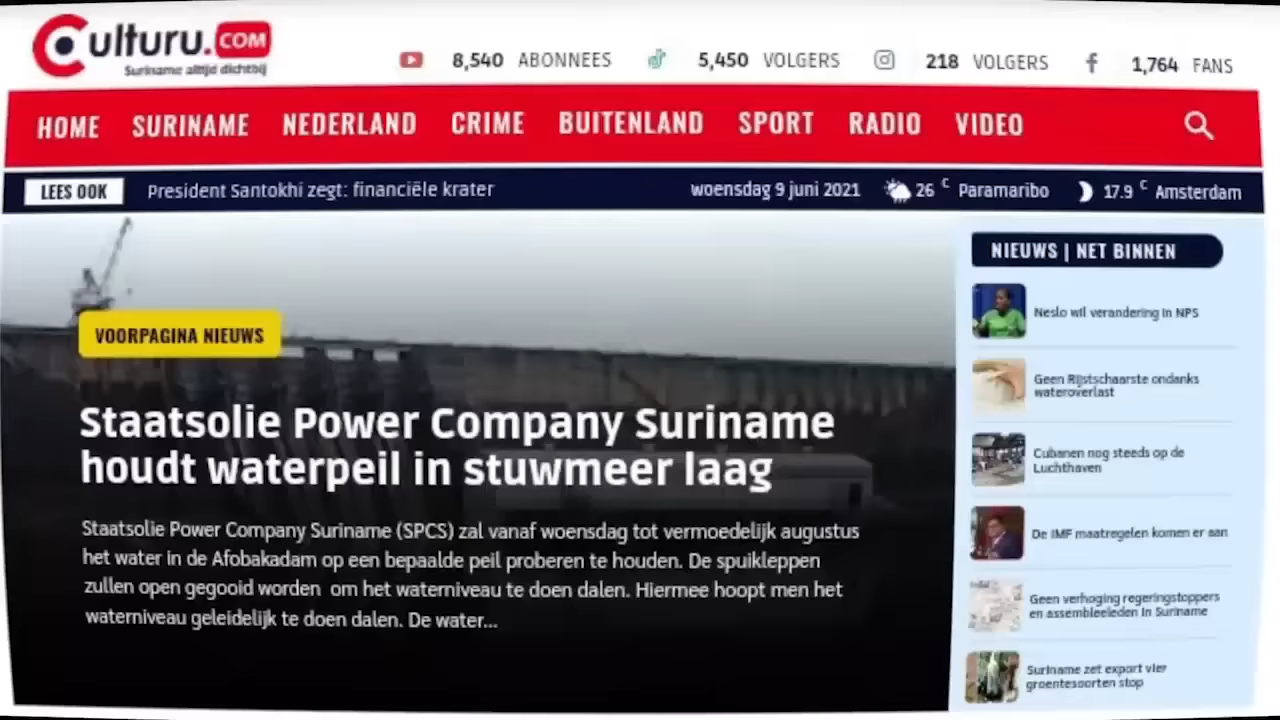 Culturu.COM
Suriname altijd dichtbij
8,540 ABONNEES 5,450 VOLGERS 218 VOLGERS 1,764 FANS
HOME SURINAME NEDERLAND CRIME BUITENLAND SPORT RADIO VIDEO
LEES OOK President Santokhi zegt: financiële krater woensdag 9 juni 2021 26 C Paramaribo 17.9 C Amsterdam
VOORPAGINA NIEUWS
Staatsolie Power Company Suriname
houdt waterpeil in stuwmeer laag
Staatsolie Power Company Suriname (SPCS) zal vanaf woensdag tot vermoedelijk augustus
het water in de Afobakadam op een bepaalde peil proberen te houden. De spuikleppen
zullen open gegooid worden om het waterniveau te doen dalen. Hiermee hoopt men het
waterniveau geleidelijk te doen dalen. De water...
NIEUWS | NET BINNEN
Neslo wil verandering in NPS
Geen Rijstschaarste ondanks
wateroverlast
Cubanen nog steeds op de
Luchthaven
De IMF maatregelen komen er aan
Geen verhoging regeringstoppers
en assembleeleden in Suriname
Suriname zet export vier
groentesoorten stop